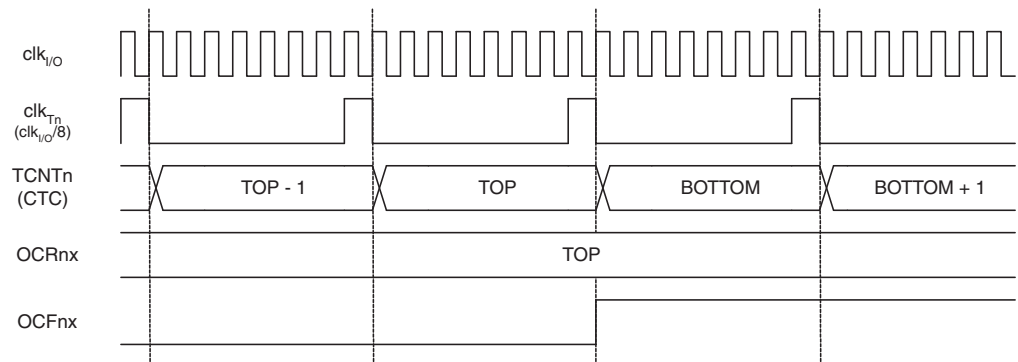 clkI/O
clkTn
(clkI/O/8)
TCNTn
(CTC)
TOP - 1
TOP
BOTTOM
BOTTOM + 1
OCRnx
TOP
OCFnx